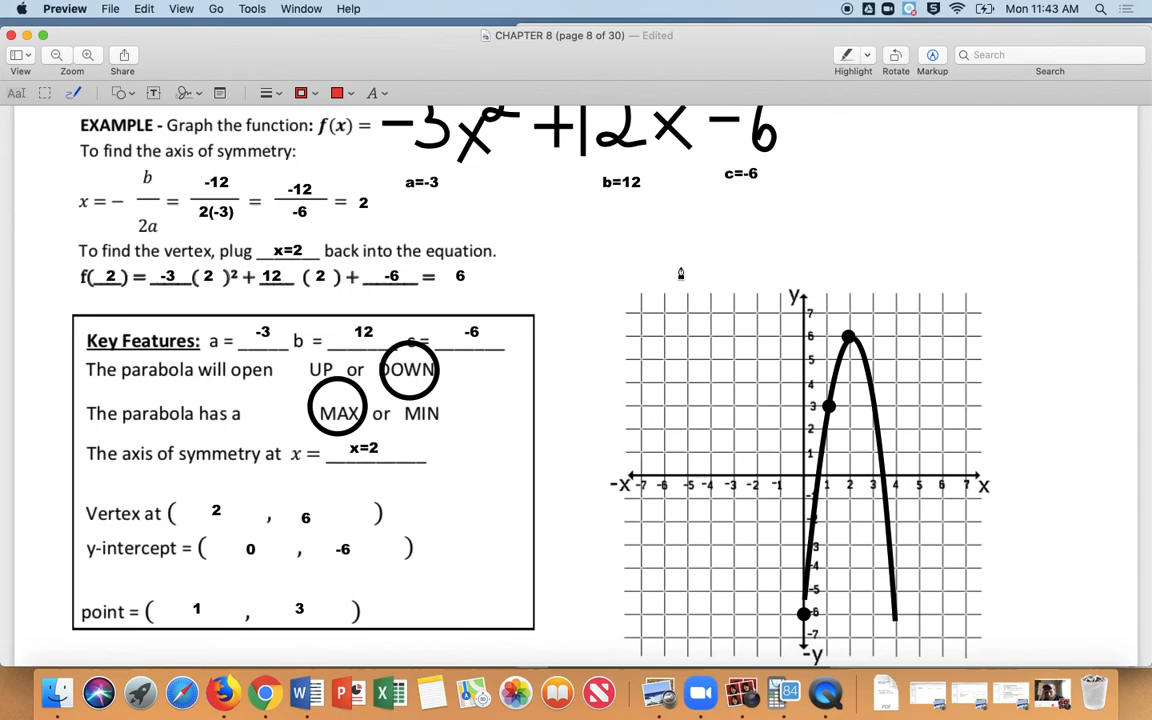 Preview File Edit View Go Tools Window Help Mon 11:43 AM
CHAPTER 8 (page 8 of 30) — Edited
View Zoom Share Highlight Rotate Markup Search
Search
EXAMPLE - Graph the function: f(x) = -3x² +12x -6
To find the axis of symmetry:
a=-3 b=12 c=-6
x = − b/2a = -12/2(-3) = -12/-6 = 2
To find the vertex, plug x=2 back into the equation.
f( 2 ) = -3 ( 2 )² + 12 ( 2 ) + -6 = 6
Key Features: a = -3 b = 12 c = -6
The parabola will open UP or DOWN
The parabola has a MAX or MIN
The axis of symmetry at x = x=2
Vertex at ( 2 , 6 )
y-intercept = ( 0 , -6 )
point = ( 1 , 3 )
y
7
6
5
4
3
2
1
-x -7 -6 -5 -4 -3 -2 -1 1 2 3 4 5 6 7 x
-3
-4
-5
-6
-7
-y
84
PDF